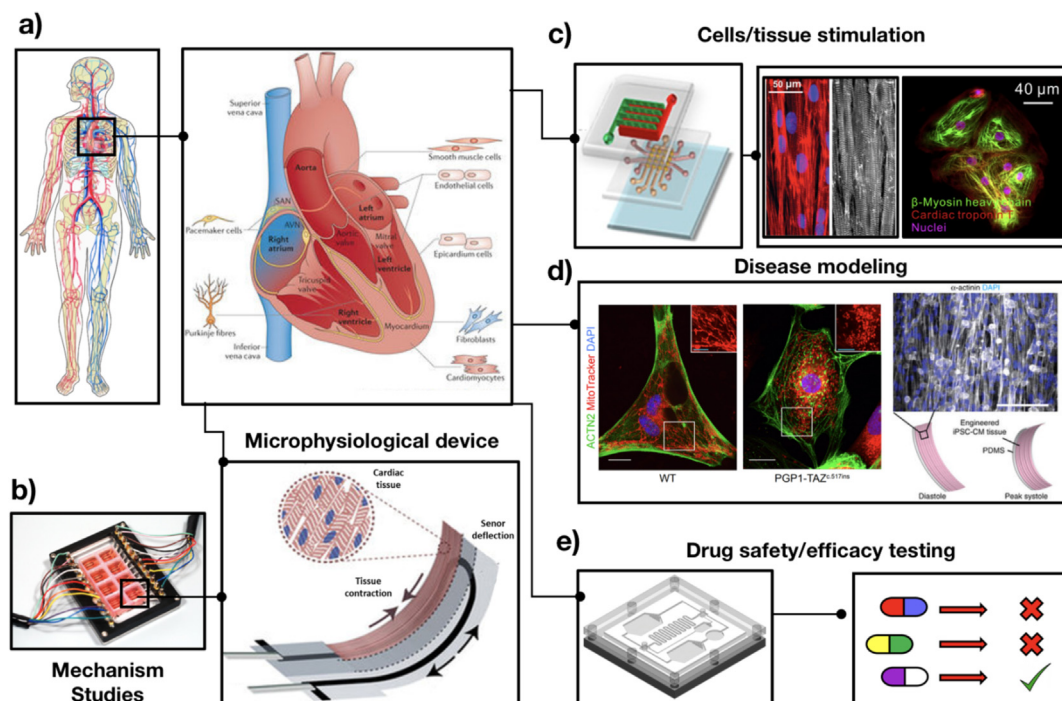 a)
Superior
vena cava
Aorta
SAN
AVN
Pacemaker cells
Right
atrium
Left
atrium
Aortic valve
Mitral
valve
Left
ventricle
Tricuspid
valve
Right
ventricle
Purkinje fibres
Inferior
vena cava
Myocardium
Smooth muscle cells
Endothelial cells
Epicardium cells
Fibroblasts
Cardiomyocytes
b)
Mechanism
Studies
Microphysiological device
Cardiac
tissue
Senor
deflection
Tissue
contraction
c)
Cells/tissue stimulation
50 μm
40 μm
β-Myosin heavy chain
Cardiac troponin T
Nuclei
d)
Disease modeling
ACTN2 MitoTracker DAPI
WT
PGP1-TAZc.517ins
α-actinin DAPI
Engineered
iPSC-CM tissue
PDMS
Diastole
Peak systole
e)
Drug safety/efficacy testing